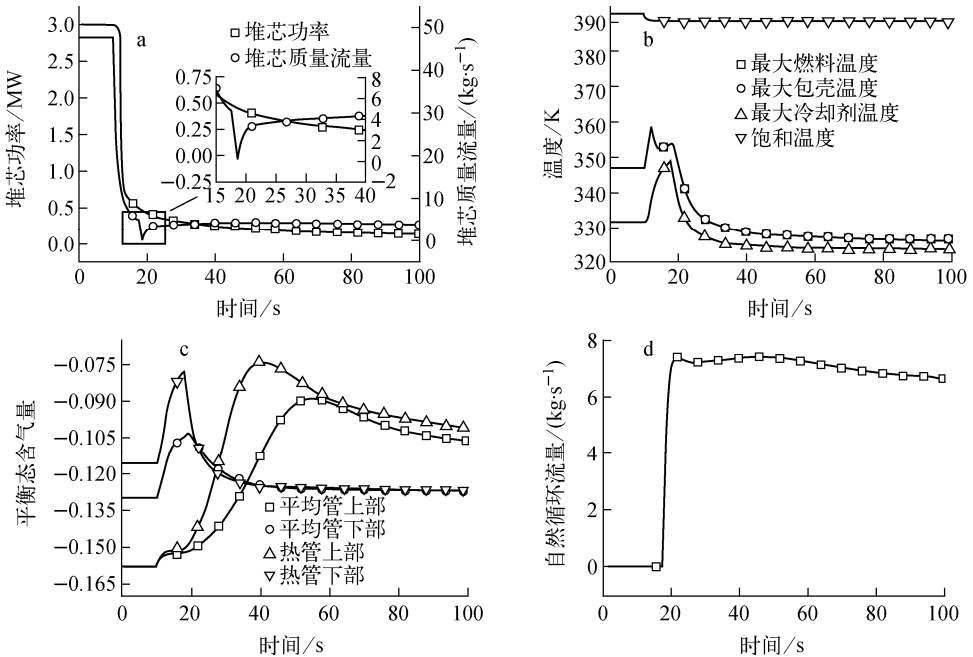 a
堆芯功率
堆芯质量流量
堆芯功率/MW
3.0
2.5
2.0
1.5
1.0
0.5
0.0
50
40
30
20
10
0
堆芯质量流量/(kg·s⁻¹)
0.75
0.50
0.25
0.00
−0.25
8
6
4
2
0
−2
15 20 25 30 35 40
0 20 40 60 80 100
时间/s
b
最大燃料温度
最大包壳温度
最大冷却剂温度
饱和温度
温度/K
390
380
370
360
350
340
330
320
0 20 40 60 80 100
时间/s
c
平衡态含气量
−0.075
−0.090
−0.105
−0.120
−0.135
−0.150
−0.165
平均管上部
平均管下部
热管上部
热管下部
0 20 40 60 80 100
时间/s
d
自然循环流量/(kg·s⁻¹)
8
6
4
2
0
0 20 40 60 80 100
时间/s